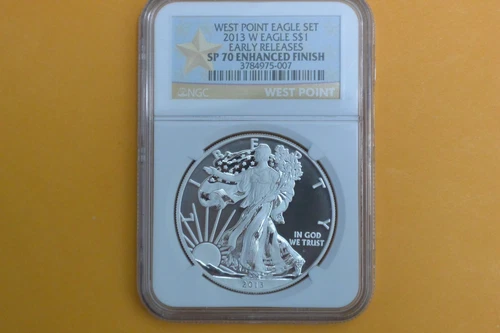 WEST POINT EAGLE SET
2013 W EAGLE S$1
EARLY RELEASES
SP 70 ENHANCED FINISH
3784975-007
NGC
WEST POINT
LIBERTY
IN GOD
WE TRUST
2013